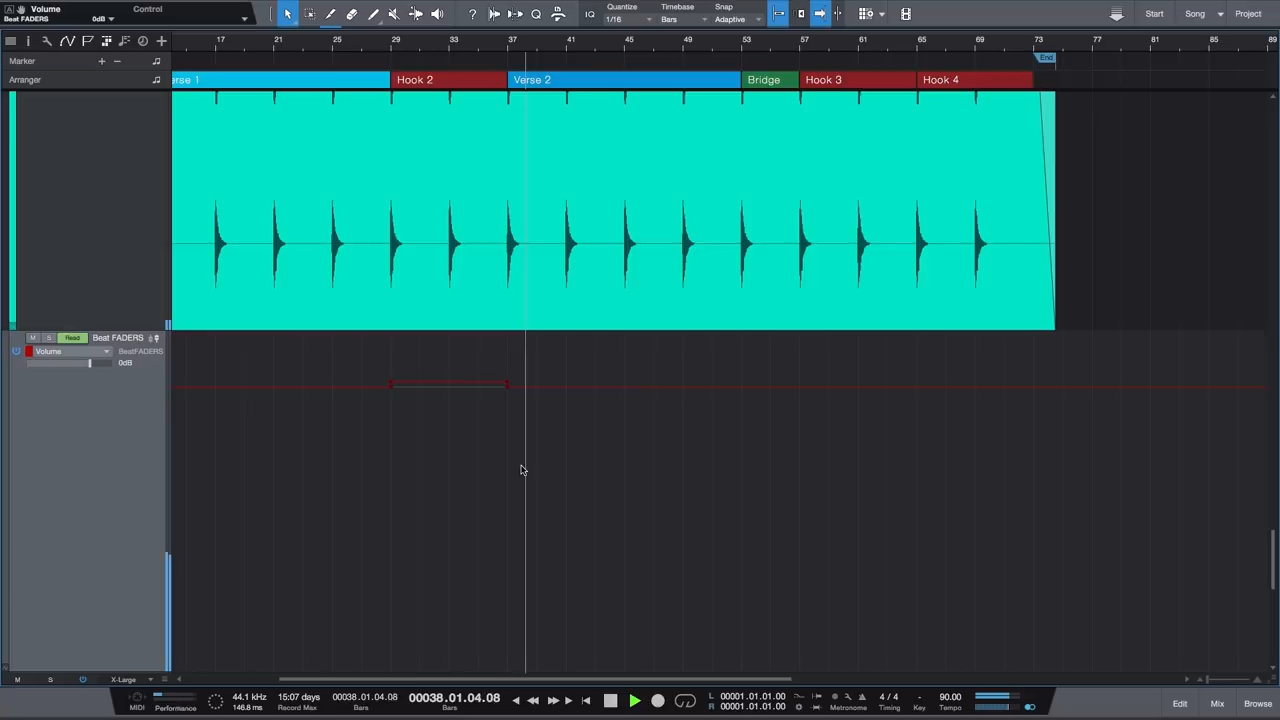 Volume
Control
Beat FADERS 0dB
IQ
Quantize
1/16
Timebase
Bars
Snap
Adaptive
Start
Song
Project
17 21 25 29 33 37 41 45 49 53 57 61 65 69 73 77 81 85 89
Marker
End
Arranger
erse 1
Hook 2
Verse 2
Bridge
Hook 3
Hook 4
M S Read Beat FADERS
Volume BeatFADERS
0dB
M S X-Large
MIDI
Performance
44.1 kHz
146.8 ms
15:07 days
Record Max
00038.01.04.08
Bars
00038.01.04.08
Bars
L 00001.01.01.00
R 00001.01.01.00
Metronome
4 / 4
Timing
-
Key
90.00
Tempo
Edit
Mix
Browse